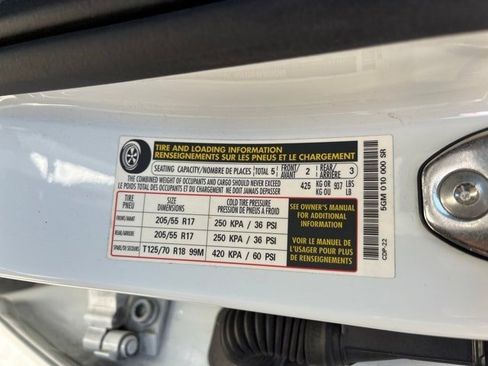 TIRE AND LOADING INFORMATION
RENSEIGNEMENTS SUR LES PNEUS ET LE CHARGEMENT
SEATING CAPACITY/NOMBRE DE PLACES TOTAL 5 FRONT/AVANT 2 REAR/ARRIÈRE 3
THE COMBINED WEIGHT OF OCCUPANTS AND CARGO SHOULD NEVER EXCEED
LE POIDS TOTAL DES OCCUPANTS ET DU CHARGEMENT NE DOIT JAMAIS DÉPASSER
425 KG OR KG OU 937 LBS LB
TIRE PNEU SIZE DIMENSIONS COLD TIRE PRESSURE PRESSION DE PNEUS A FROID
FRONT/AVANT 205/55 R17 250 KPA / 36 PSI
REAR/ARRIÈRE 205/55 R17 250 KPA / 36 PSI
SPARE/DE SECOURS T125/70 R18 99M 420 KPA / 60 PSI
SEE OWNER'S MANUAL
FOR ADDITIONAL
INFORMATION
VOIR LE MANUEL DE
L'USAGER POUR PLUS DE
RENSEIGNEMENTS
5GM 010 000 SR
CDP-22